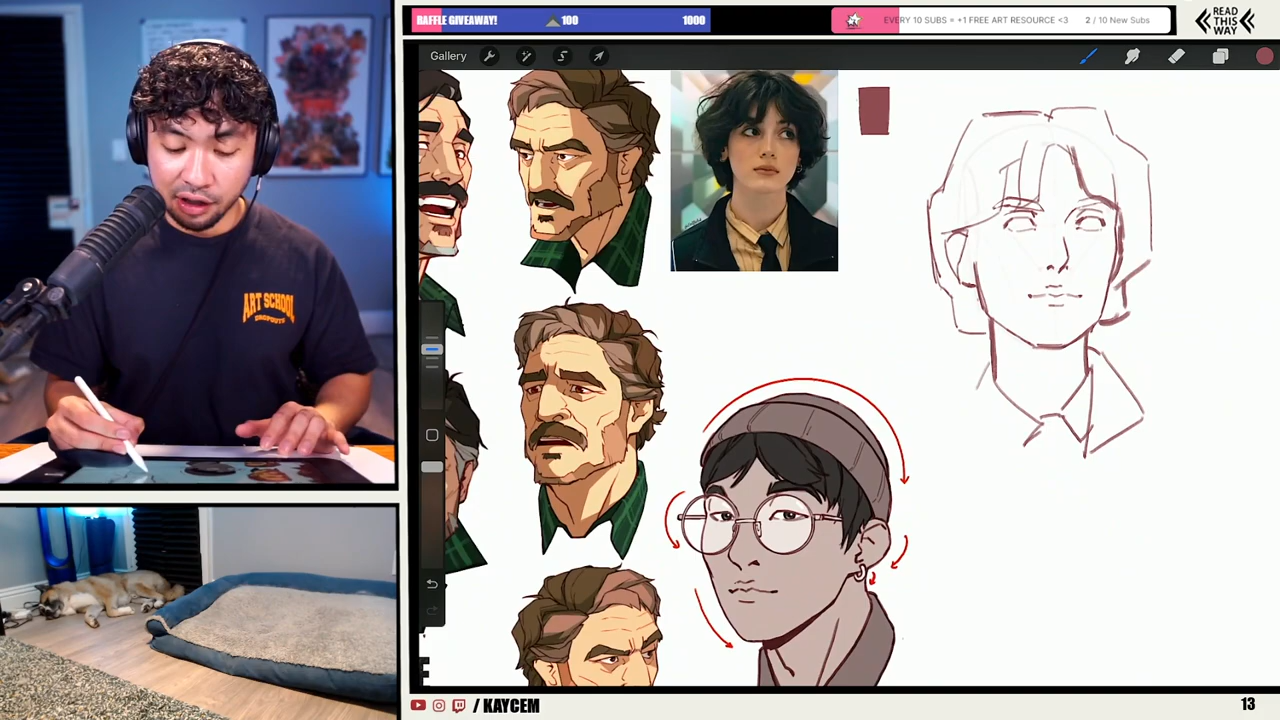 RAFFLE GIVEAWAY!
100
1000
EVERY 10 SUBS = +1 FREE ART RESOURCE <3
2 / 10 New Subs
READ
THIS
WAY
Gallery
ART SCHOOL
DROPOUTS
/ KAYCEM
13